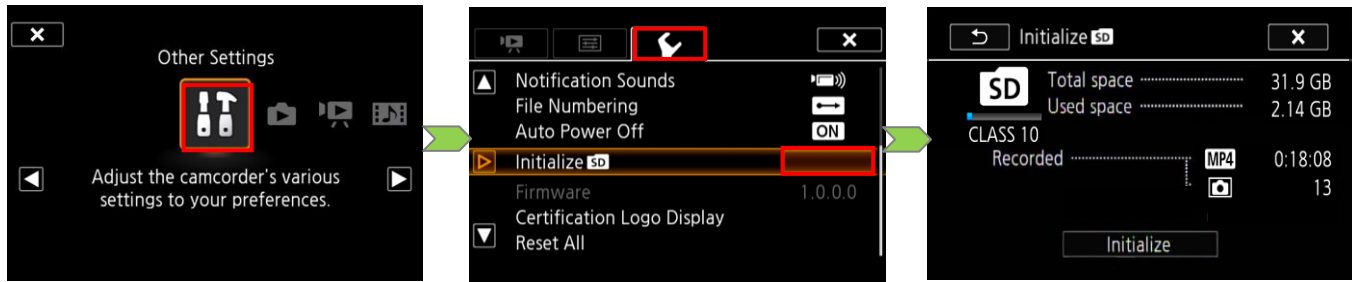 Other Settings
Adjust the camcorder's various
settings to your preferences.
Notification Sounds
File Numbering
Auto Power Off ON
Initialize SD
Firmware 1.0.0.0
Certification Logo Display
Reset All
Initialize SD
SD Total space 31.9 GB
Used space 2.14 GB
CLASS 10
Recorded MP4 0:18:08
13
Initialize